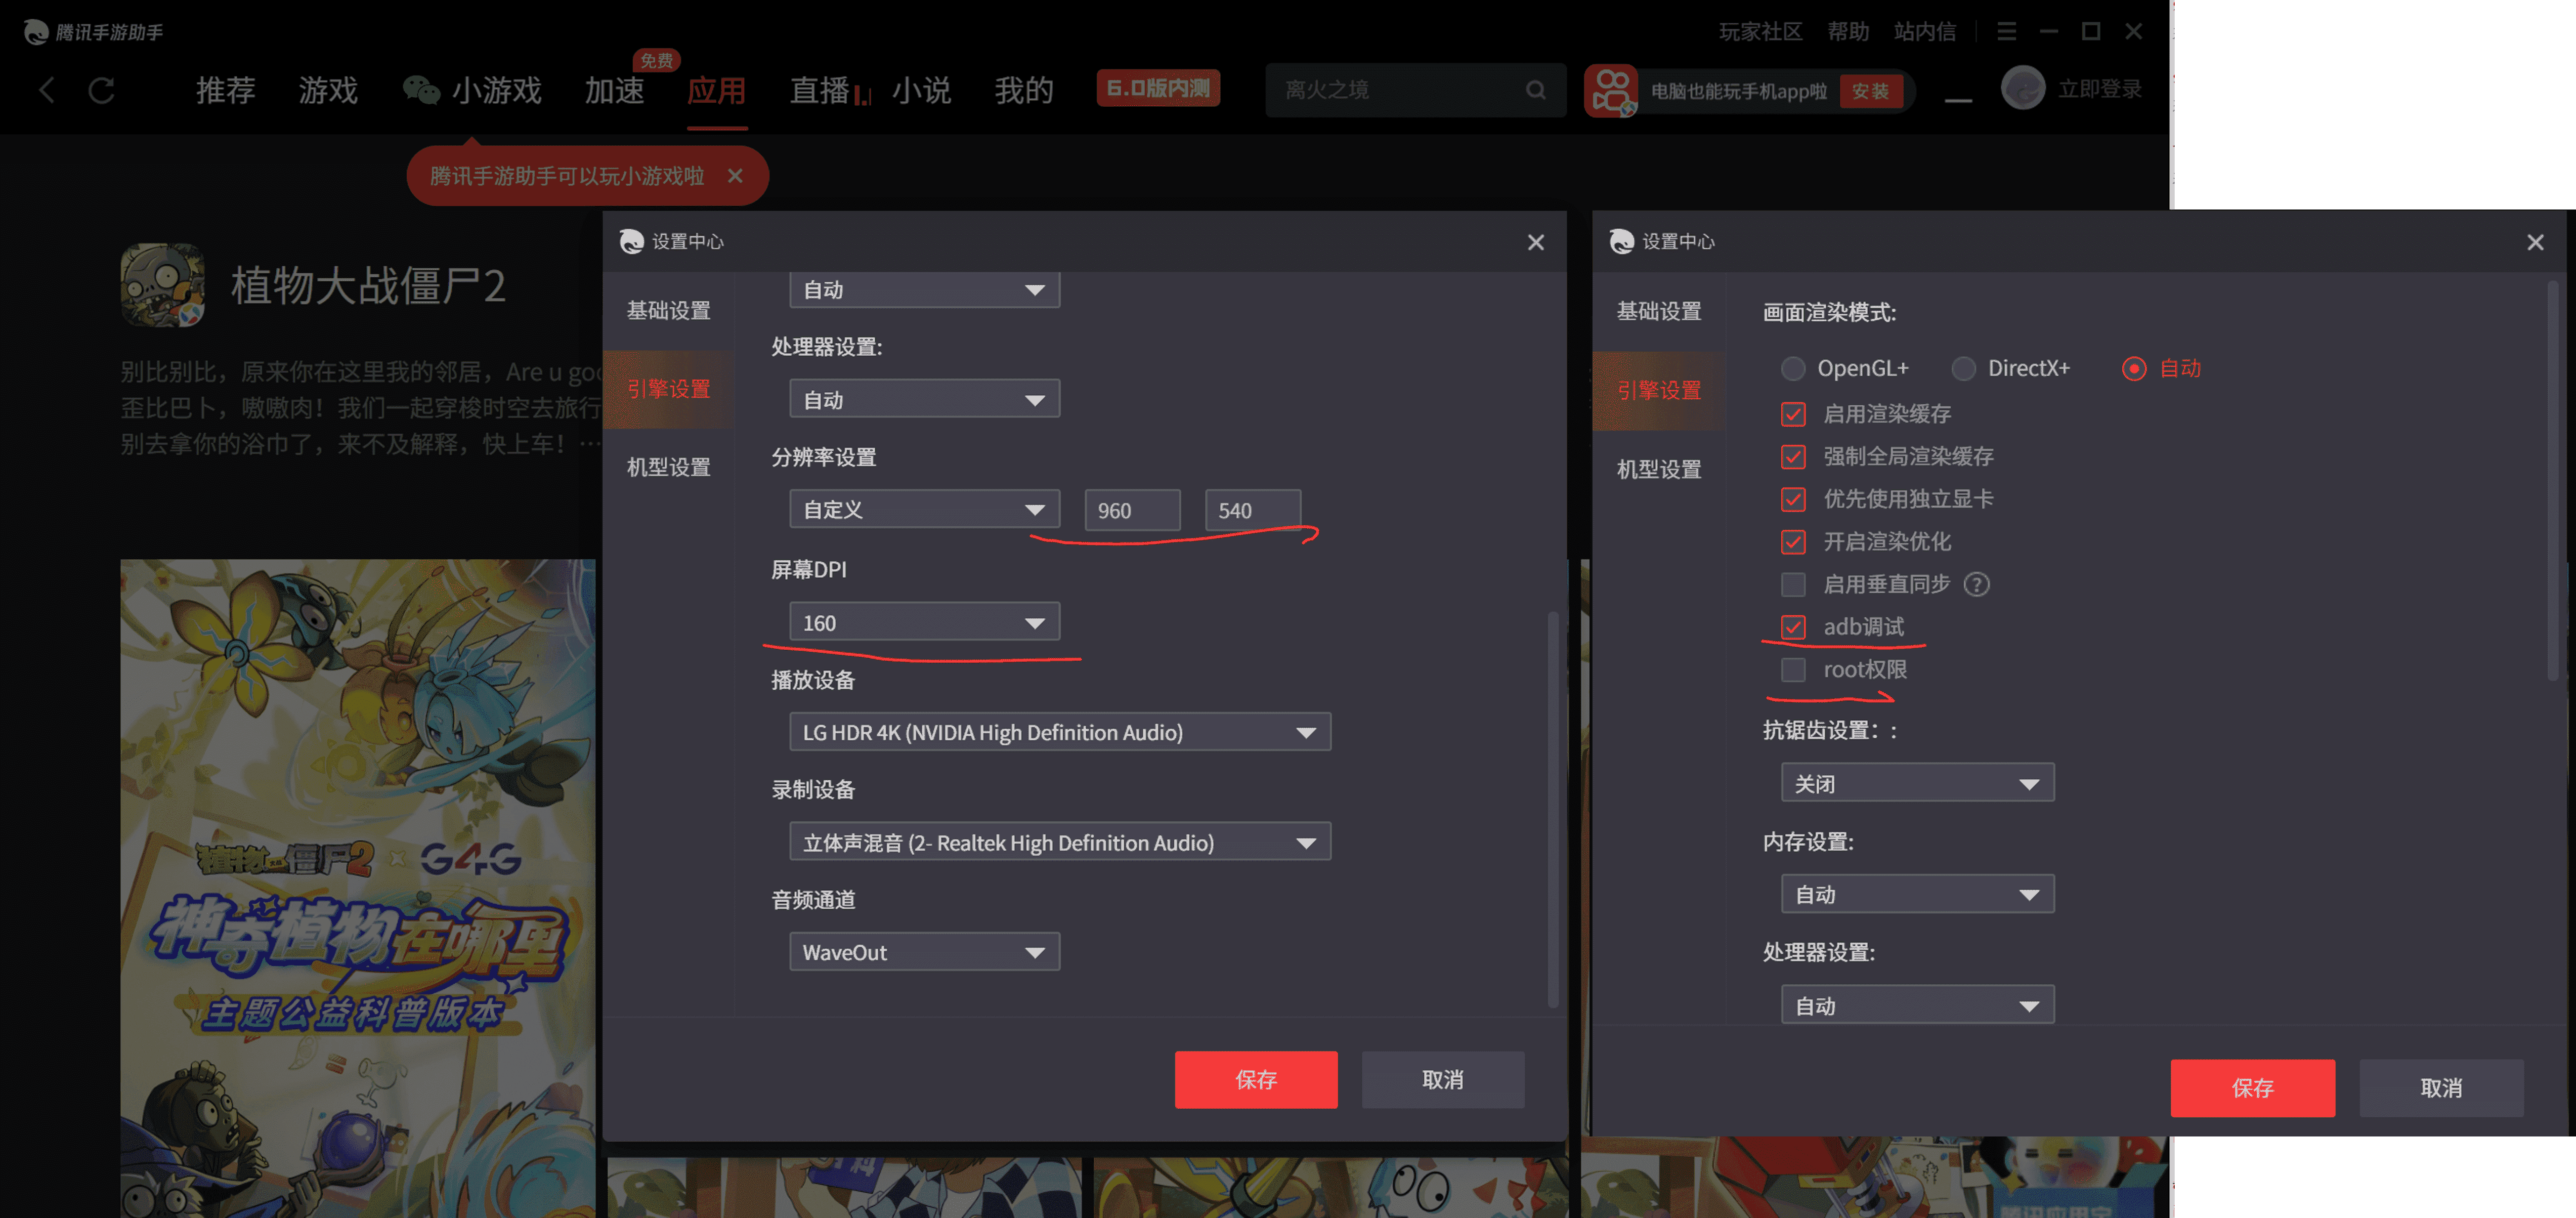 腾讯手游助手
玩家社区 帮助 站内信
推荐 游戏 小游戏 加速 免费 应用 直播 小说 我的 6.0版内测 离火之境 电脑也能玩手机app啦 安装 立即登录
腾讯手游助手可以玩小游戏啦
植物大战僵尸2
别比别比，原来你在这里我的邻居，Are u goo
歪比巴卜，嗷嗷肉！我们一起穿梭时空去旅行
别去拿你的浴巾了，来不及解释，快上车！…
植物大战僵尸2 × G4G
神奇植物在哪里
主题公益科普版本
设置中心
基础设置
引擎设置
机型设置
自动
处理器设置:
自动
分辨率设置
自定义 960 540
屏幕DPI
160
播放设备
LG HDR 4K (NVIDIA High Definition Audio)
录制设备
立体声混音 (2- Realtek High Definition Audio)
音频通道
WaveOut
保存 取消
设置中心
基础设置
引擎设置
机型设置
画面渲染模式:
OpenGL+ DirectX+ 自动
启用渲染缓存
强制全局渲染缓存
优先使用独立显卡
开启渲染优化
启用垂直同步 ?
adb调试
root权限
抗锯齿设置：:
关闭
内存设置:
自动
处理器设置:
自动
保存 取消